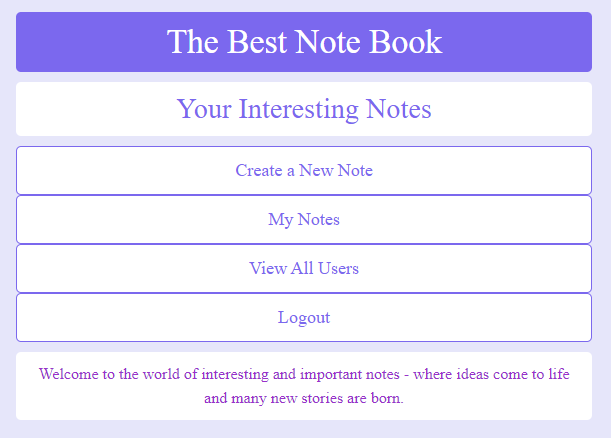 The Best Note Book
Your Interesting Notes
Create a New Note
My Notes
View All Users
Logout
Welcome to the world of interesting and important notes - where ideas come to life
and many new stories are born.